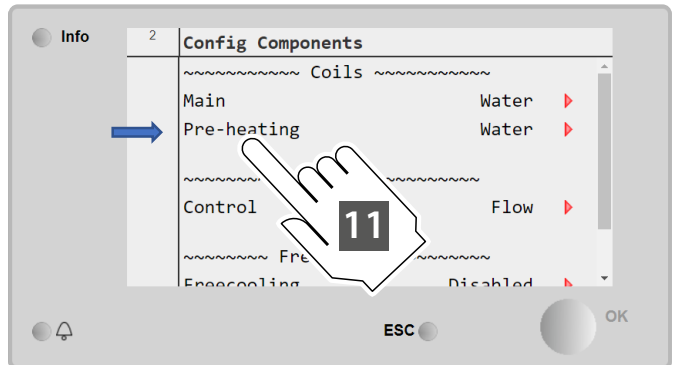 Info
2
Config Components
~~~~~~~~~~~ Coils ~~~~~~~~~~~
Main Water
Pre-heating Water
Control Flow
11
Freecooling Disabled
ESC
OK